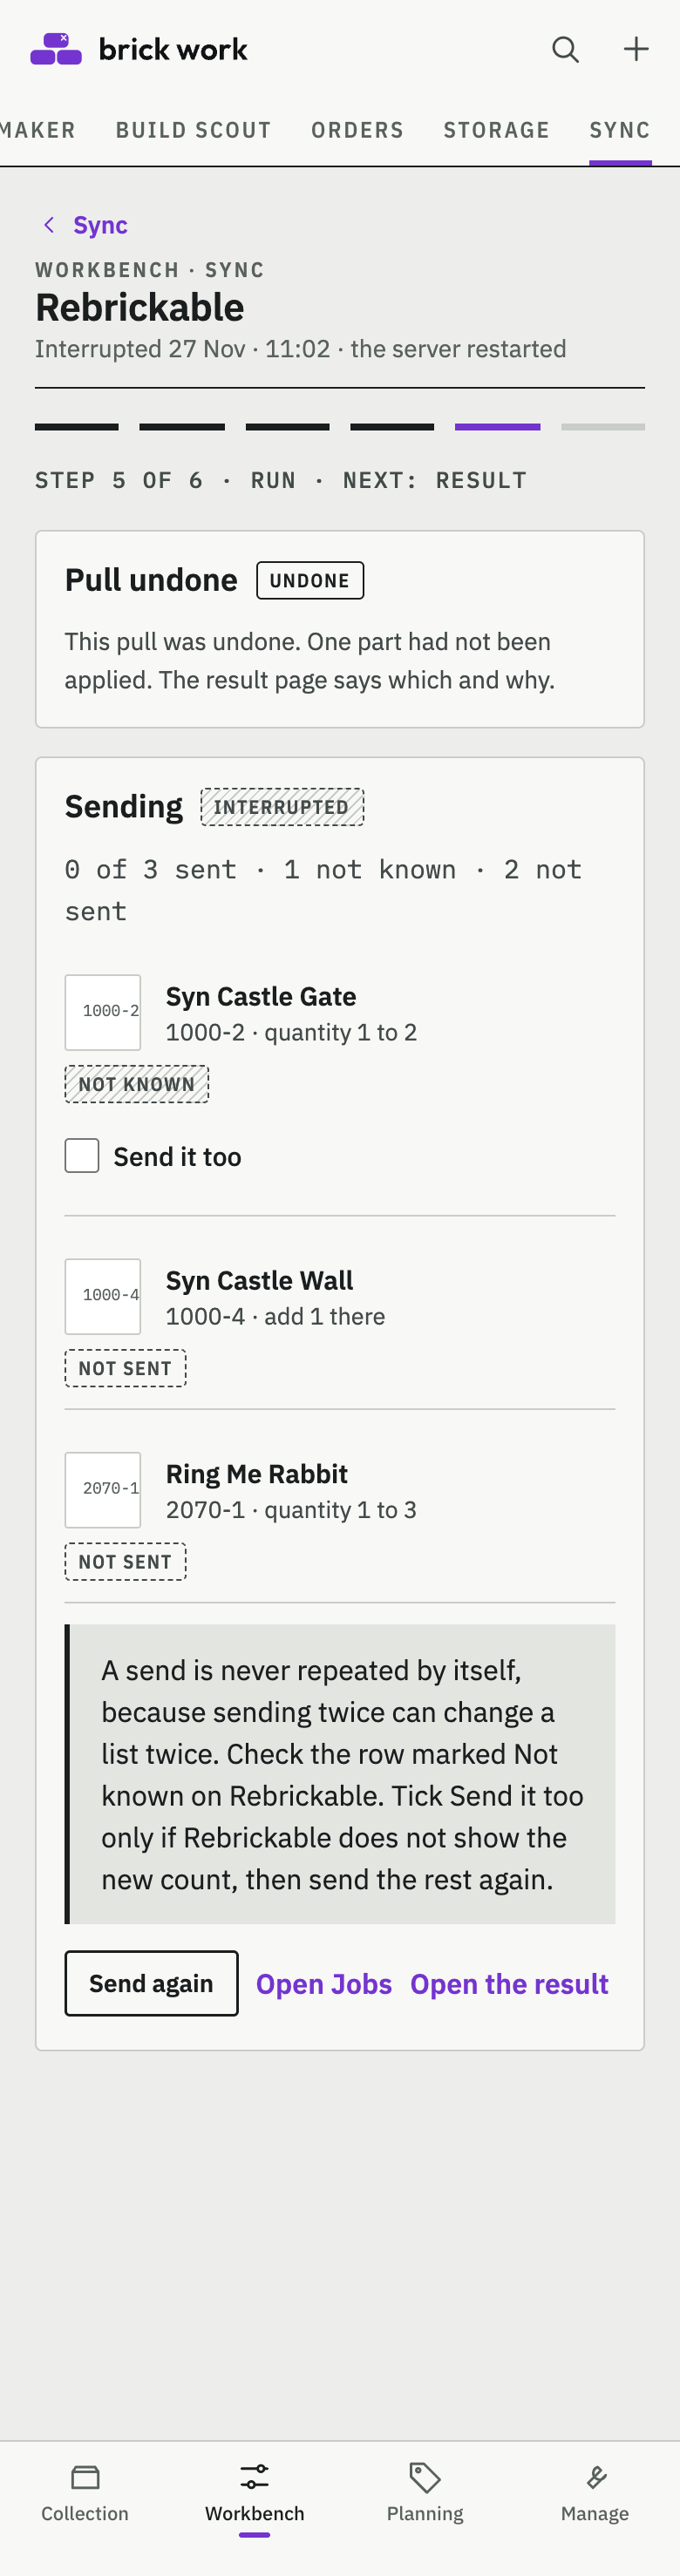 brick work
MAKER BUILD SCOUT ORDERS STORAGE SYNC
Sync
WORKBENCH · SYNC
Rebrickable
Interrupted 27 Nov · 11:02 · the server restarted
STEP 5 OF 6 · RUN · NEXT: RESULT
Pull undone UNDONE
This pull was undone. One part had not been
applied. The result page says which and why.
Sending INTERRUPTED
0 of 3 sent · 1 not known · 2 not
sent
1000-2
Syn Castle Gate
1000-2 · quantity 1 to 2
NOT KNOWN
Send it too
1000-4
Syn Castle Wall
1000-4 · add 1 there
NOT SENT
2070-1
Ring Me Rabbit
2070-1 · quantity 1 to 3
NOT SENT
A send is never repeated by itself,
because sending twice can change a
list twice. Check the row marked Not
known on Rebrickable. Tick Send it too
only if Rebrickable does not show the
new count, then send the rest again.
Send again Open Jobs Open the result
Collection Workbench Planning Manage